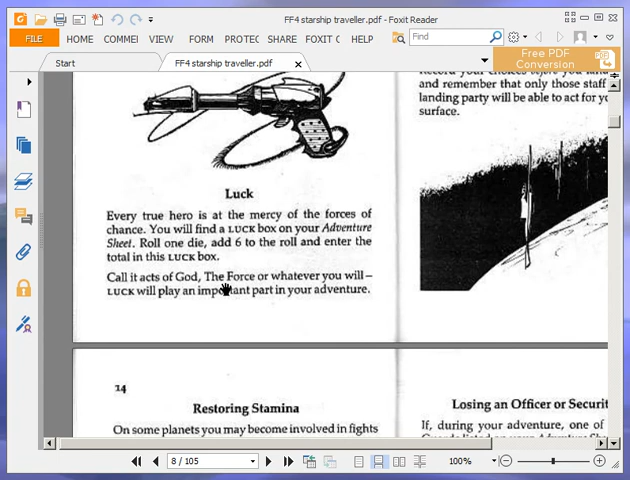 FF4 starship traveller.pdf - Foxit Reader
FILE HOME COMMEI VIEW FORM PROTEC SHARE FOXIT C HELP Find
Start FF4 starship traveller.pdf
Free PDF
Conversion
Luck
Every true hero is at the mercy of the forces of
chance. You will find a LUCK box on your Adventure
Sheet. Roll one die, add 6 to the roll and enter the
total in this LUCK box.
Call it acts of God, The Force or whatever you will –
LUCK will play an important part in your adventure.
and remember that only those staff
landing party will be able to act for yo
surface.
14
Restoring Stamina
On some planets you may become involved in fights
Losing an Officer or Securit
If, during your adventure, one of
8 / 105
100%